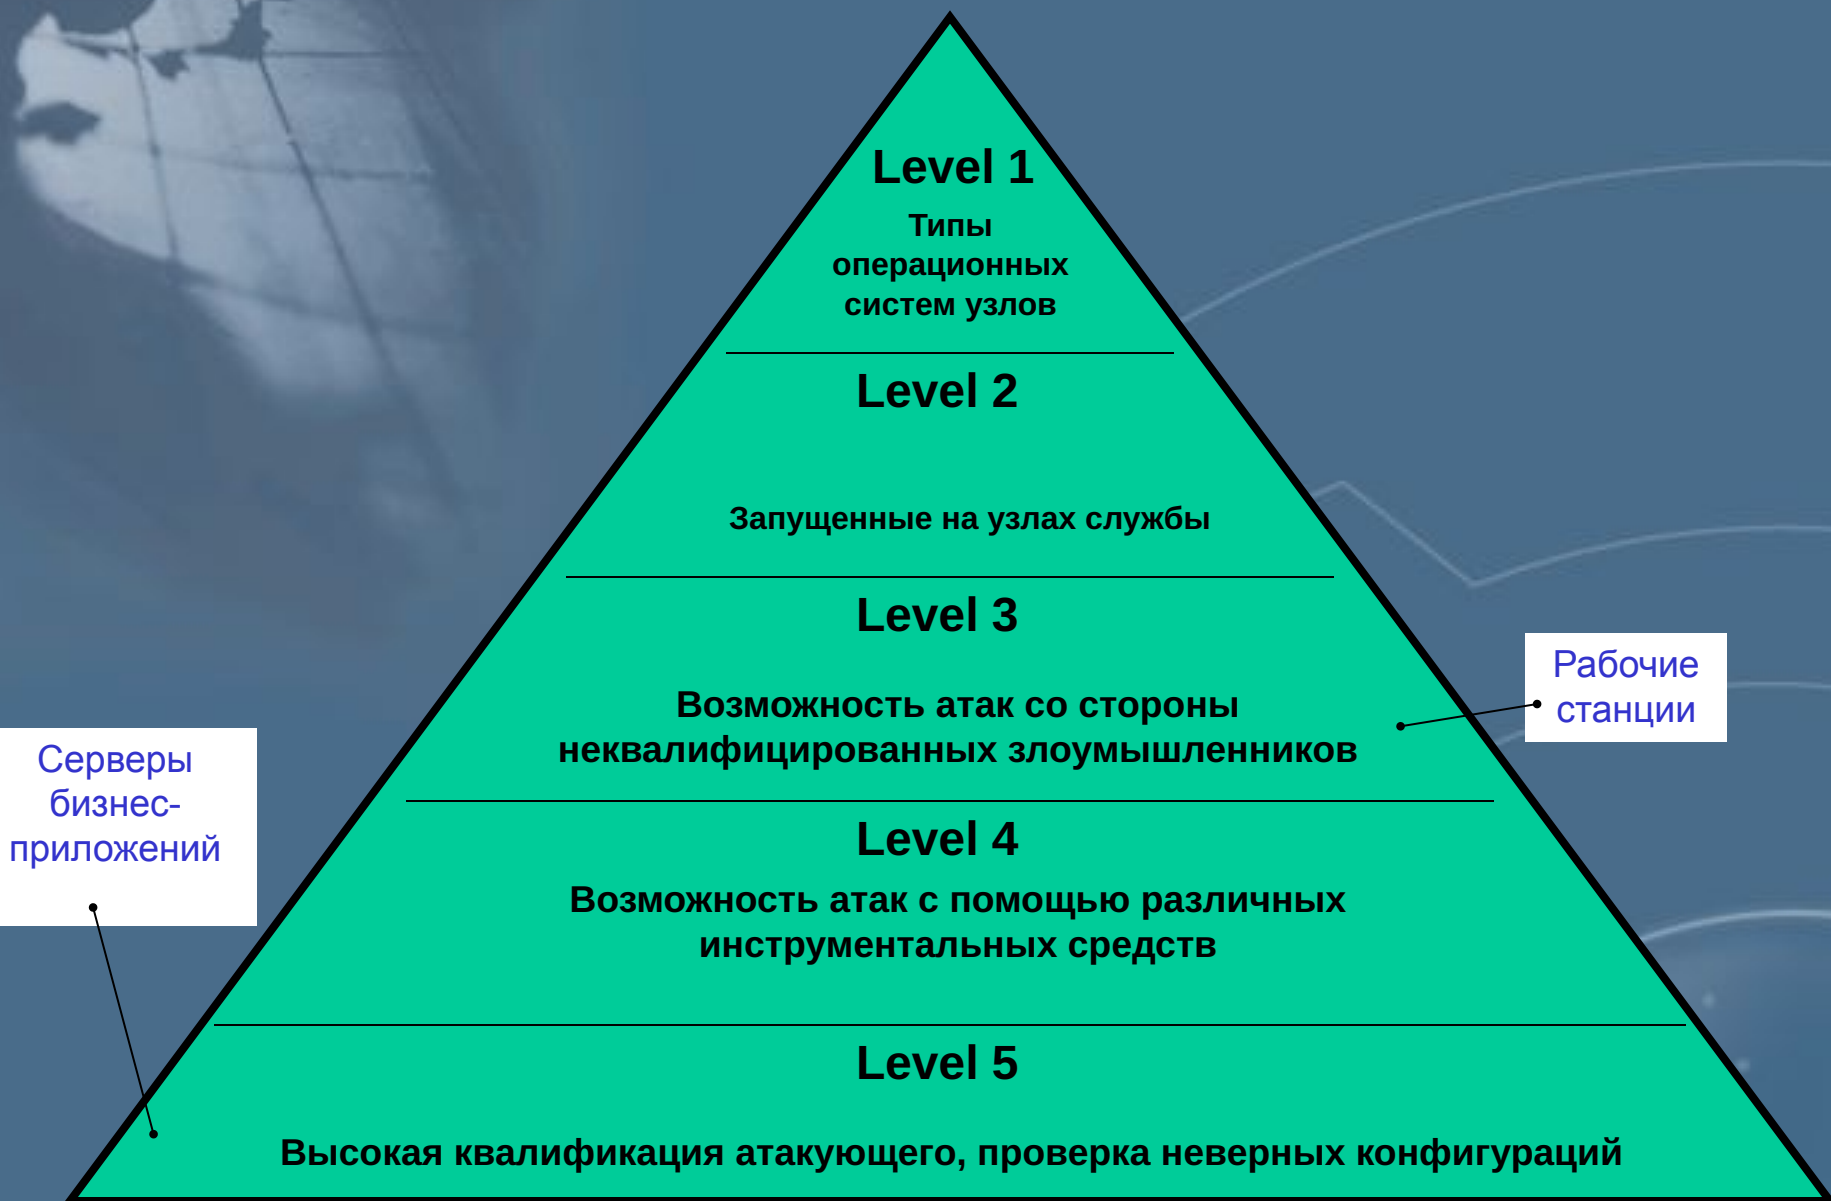 Level 1
Типы
операционных
систем узлов
Level 2
Запущенные на узлах службы
Level 3
Возможность атак со стороны
неквалифицированных злоумышленников
Рабочие
станции
Серверы
бизнес-
приложений
Level 4
Возможность атак с помощью различных
инструментальных средств
Level 5
Высокая квалификация атакующего, проверка неверных конфигураций